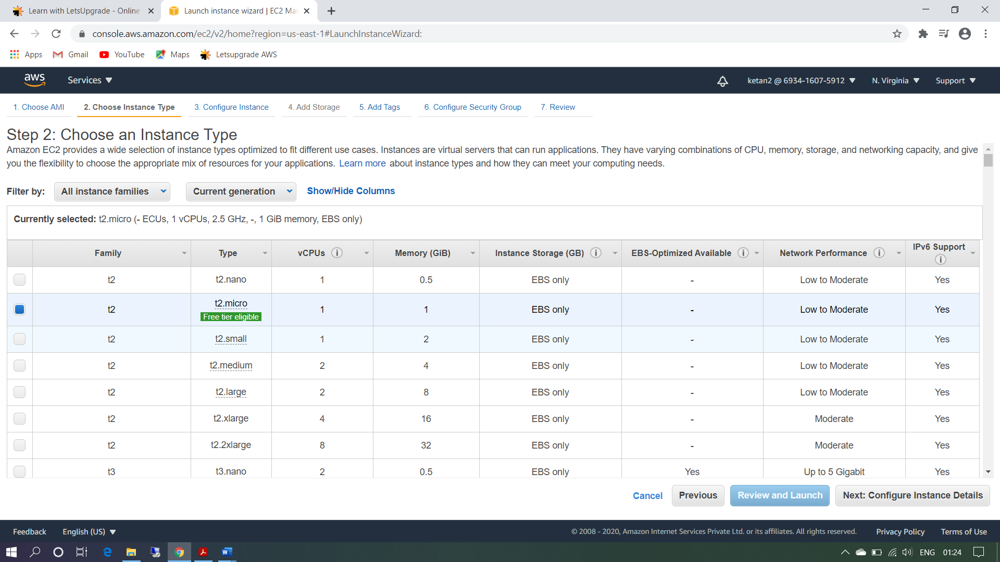 Learn with LetsUpgrade - Online
Launch instance wizard | EC2 Ma
console.aws.amazon.com/ec2/v2/home?region=us-east-1#LaunchInstanceWizard:
Apps Gmail YouTube Maps Letsupgrade AWS
aws Services ketan2 @ 6934-1607-5912 N. Virginia Support
1. Choose AMI 2. Choose Instance Type 3. Configure Instance 4. Add Storage 5. Add Tags 6. Configure Security Group 7. Review
Step 2: Choose an Instance Type
Amazon EC2 provides a wide selection of instance types optimized to fit different use cases. Instances are virtual servers that can run applications. They have varying combinations of CPU, memory, storage, and networking capacity, and give
you the flexibility to choose the appropriate mix of resources for your applications. Learn more about instance types and how they can meet your computing needs.
Filter by: All instance families Current generation Show/Hide Columns
Currently selected: t2.micro (- ECUs, 1 vCPUs, 2.5 GHz, -, 1 GiB memory, EBS only)
Family Type vCPUs i Memory (GiB) Instance Storage (GB) i EBS-Optimized Available i Network Performance i IPv6 Support i
t2 t2.nano 1 0.5 EBS only - Low to Moderate Yes
t2 t2.micro 1 1 EBS only - Low to Moderate Yes
Free tier eligible
t2 t2.small 1 2 EBS only - Low to Moderate Yes
t2 t2.medium 2 4 EBS only - Low to Moderate Yes
t2 t2.large 2 8 EBS only - Low to Moderate Yes
t2 t2.xlarge 4 16 EBS only - Moderate Yes
t2 t2.2xlarge 8 32 EBS only - Moderate Yes
t3 t3.nano 2 0.5 EBS only Yes Up to 5 Gigabit Yes
Cancel Previous Review and Launch Next: Configure Instance Details
Feedback English (US) © 2008 - 2020, Amazon Internet Services Private Ltd. or its affiliates. All rights reserved. Privacy Policy Terms of Use
ENG 01:24